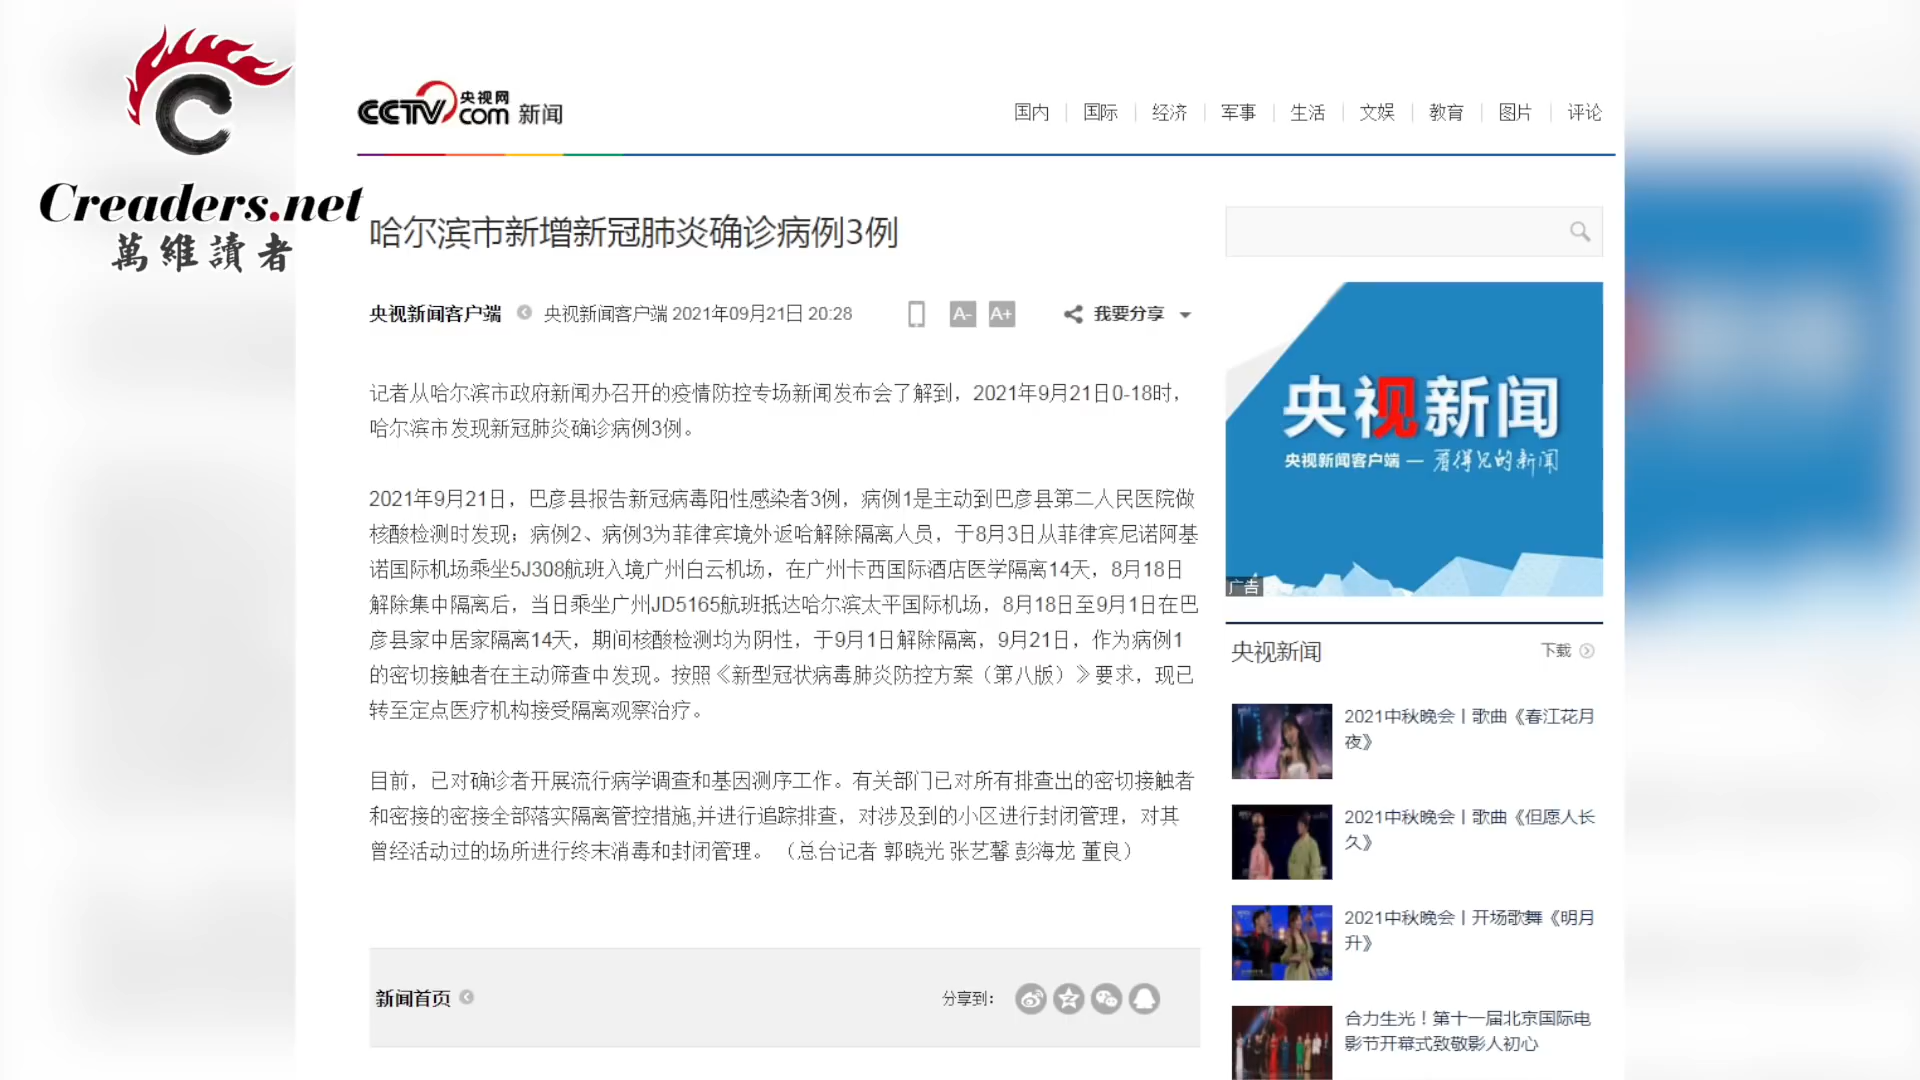 Creaders.net
萬維讀者
CCTV.com 央视网 新闻
国内 国际 经济 军事 生活 文娱 教育 图片 评论
哈尔滨市新增新冠肺炎确诊病例3例
央视新闻客户端 央视新闻客户端 2021年09月21日 20:28 A- A+ 我要分享
记者从哈尔滨市政府新闻办召开的疫情防控专场新闻发布会了解到，2021年9月21日0-18时，
哈尔滨市发现新冠肺炎确诊病例3例。
2021年9月21日，巴彦县报告新冠病毒阳性感染者3例，病例1是主动到巴彦县第二人民医院做
核酸检测时发现；病例2、病例3为菲律宾境外返哈解除隔离人员，于8月3日从菲律宾尼诺阿基
诺国际机场乘坐5J308航班入境广州白云机场，在广州卡西国际酒店医学隔离14天，8月18日
解除集中隔离后，当日乘坐广州JD5165航班抵达哈尔滨太平国际机场，8月18日至9月1日在巴
彦县家中居家隔离14天，期间核酸检测均为阴性，于9月1日解除隔离，9月21日，作为病例1
的密切接触者在主动筛查中发现。按照《新型冠状病毒肺炎防控方案（第八版）》要求，现已
转至定点医疗机构接受隔离观察治疗。
目前，已对确诊者开展流行病学调查和基因测序工作。有关部门已对所有排查出的密切接触者
和密接的密接全部落实隔离管控措施,并进行追踪排查，对涉及到的小区进行封闭管理，对其
曾经活动过的场所进行终末消毒和封闭管理。（总台记者 郭晓光 张艺馨 彭海龙 董良）
新闻首页 分享到：
央视新闻
央视新闻客户端 — 看得见的新闻
广告
央视新闻 下载
2021中秋晚会丨歌曲《春江花月
夜》
2021中秋晚会丨歌曲《但愿人长
久》
2021中秋晚会丨开场歌舞《明月
升》
合力生光！第十一届北京国际电
影节开幕式致敬影人初心